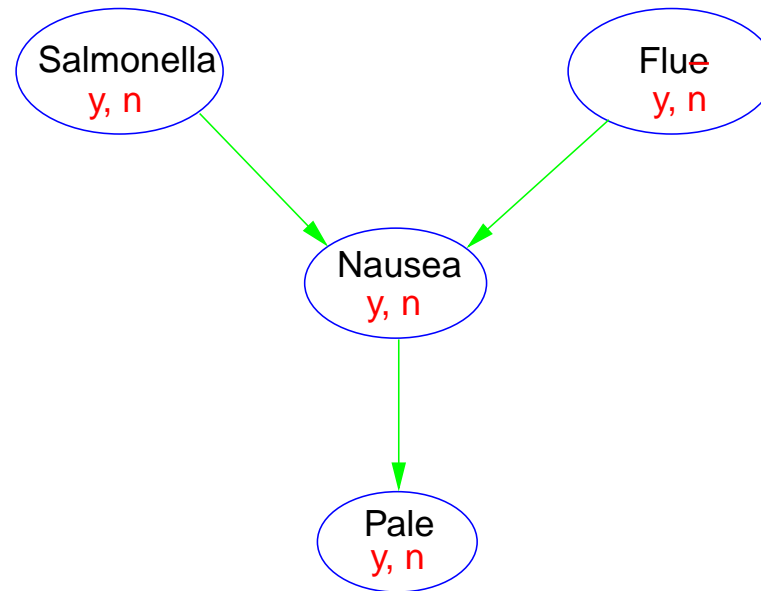 Salmonella
y, n
Flue
y, n
Nausea
y, n
Pale
y, n